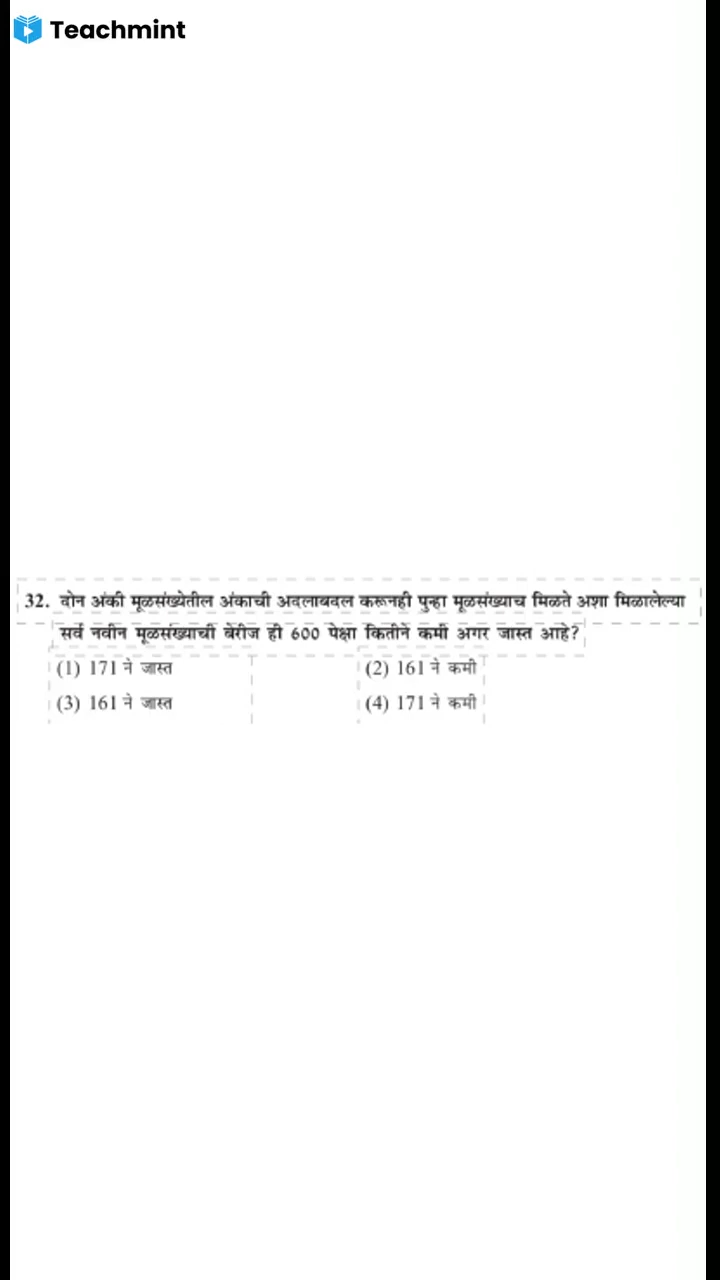 Teachmint
32. दोन अंकी मूळसंख्येतील अंकाची अदलाबदल करूनही पुन्हा मूळसंख्याच मिळते अशा मिळालेल्या
सर्व नवीन मूळसंख्याची बेरीज ही 600 पेक्षा कितीने कमी अगर जास्त आहे?
(1) 171 ने जास्त (2) 161 ने कमी
(3) 161 ने जास्त (4) 171 ने कमी